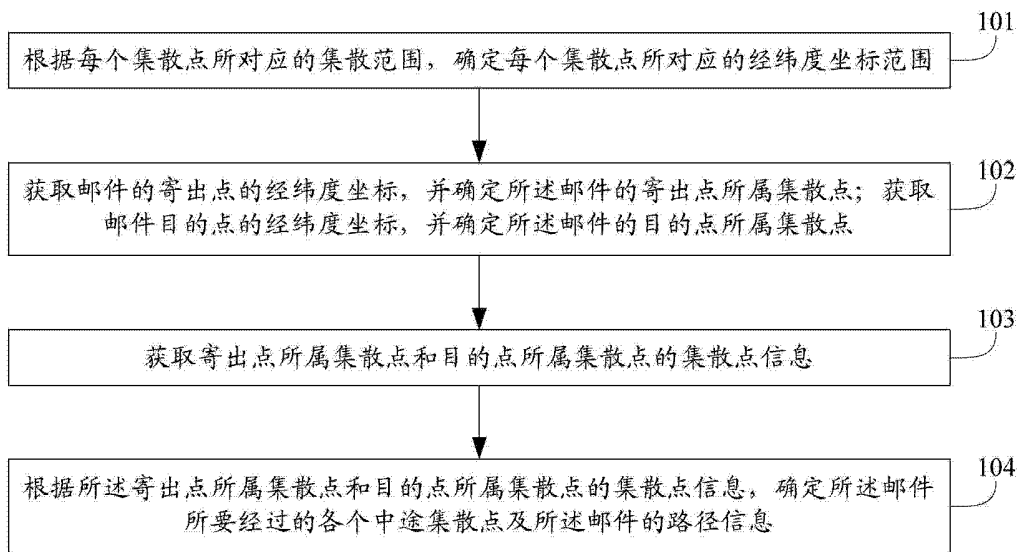 101
根据每个集散点所对应的集散范围，确定每个集散点所对应的经纬度坐标范围
102
获取邮件的寄出点的经纬度坐标，并确定所述邮件的寄出点所属集散点；获取
邮件目的点的经纬度坐标，并确定所述邮件的目的点所属集散点
103
获取寄出点所属集散点和目的点所属集散点的集散点信息
104
根据所述寄出点所属集散点和目的点所属集散点的集散点信息，确定所述邮件
所要经过的各个中途集散点及所述邮件的路径信息